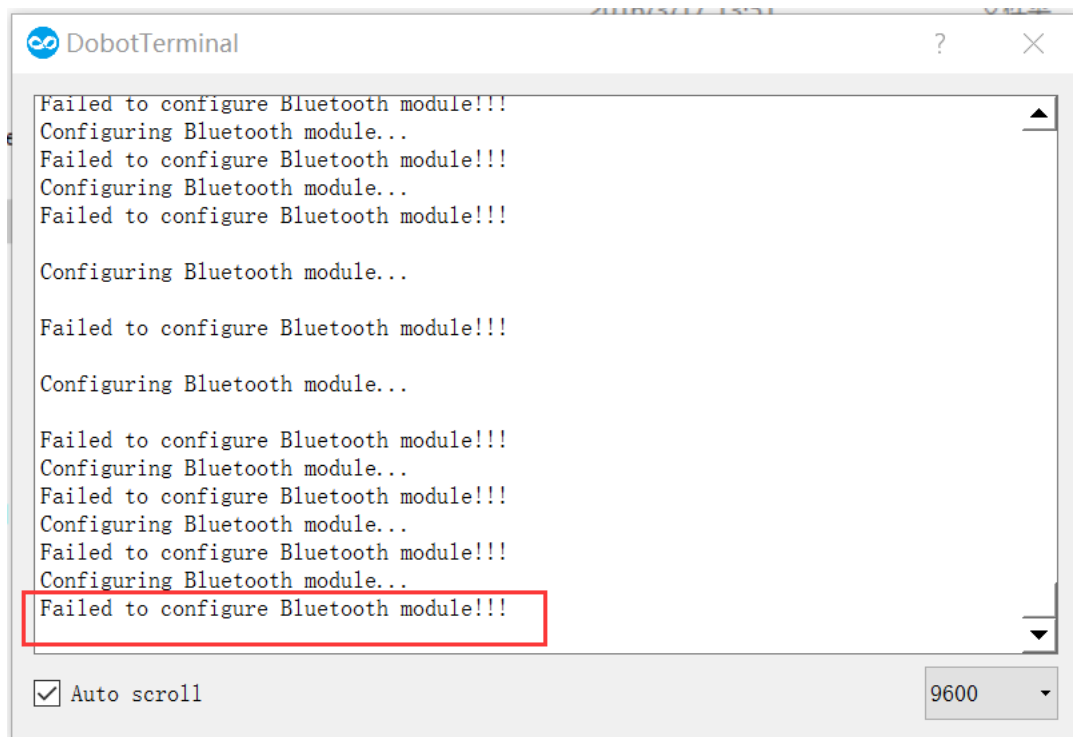 DobotTerminal
Failed to configure Bluetooth module!!!
Configuring Bluetooth module...
Failed to configure Bluetooth module!!!
Configuring Bluetooth module...
Failed to configure Bluetooth module!!!
Configuring Bluetooth module...
Failed to configure Bluetooth module!!!
Configuring Bluetooth module...
Failed to configure Bluetooth module!!!
Configuring Bluetooth module...
Failed to configure Bluetooth module!!!
Configuring Bluetooth module...
Failed to configure Bluetooth module!!!
Configuring Bluetooth module...
Failed to configure Bluetooth module!!!
Auto scroll
9600